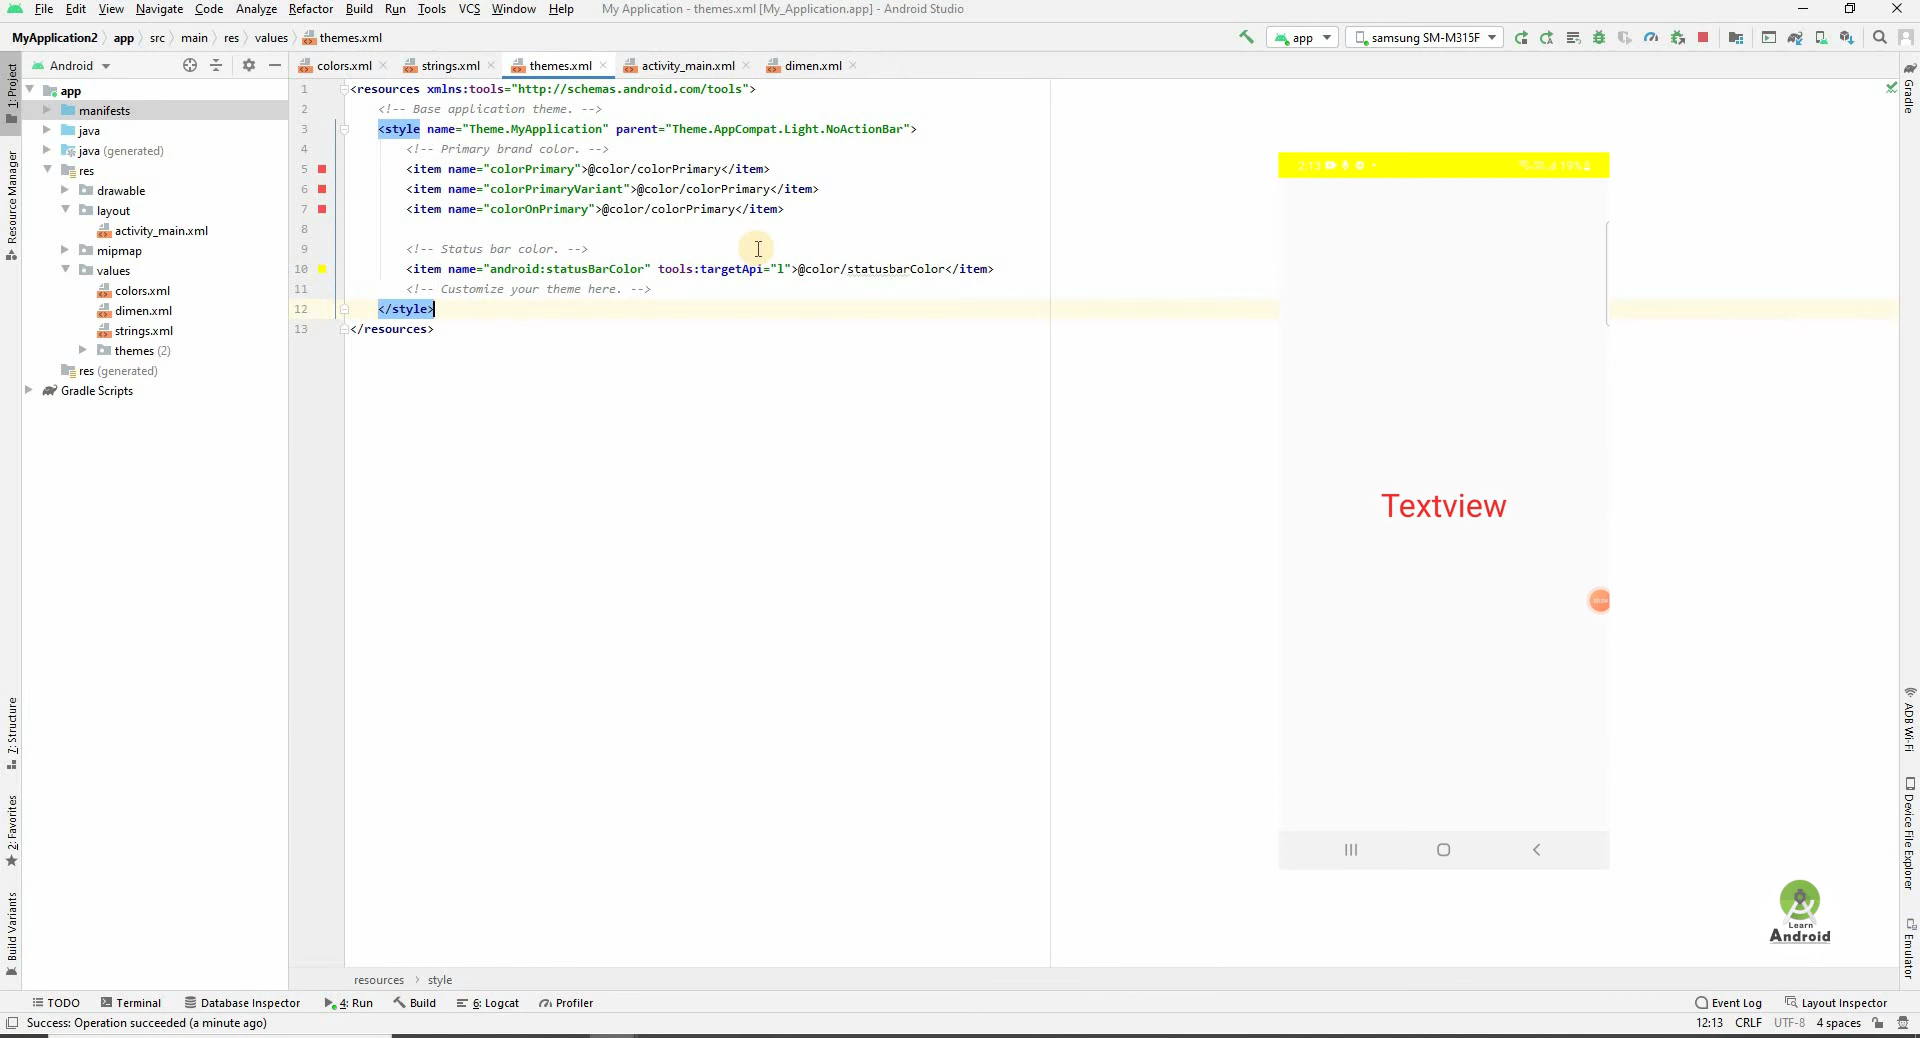 File Edit View Navigate Code Analyze Refactor Build Run Tools VCS Window Help My Application - themes.xml [My_Application.app] - Android Studio
MyApplication2 app src main res values themes.xml
app samsung SM-M315F
Android
colors.xml strings.xml themes.xml activity_main.xml dimen.xml
1: Project
Resource Manager
7: Structure
2: Favorites
Build Variants
app
manifests
java
java (generated)
res
drawable
layout
activity_main.xml
mipmap
values
colors.xml
dimen.xml
strings.xml
themes (2)
res (generated)
Gradle Scripts
1 <resources xmlns:tools="http://schemas.android.com/tools">
2 <!-- Base application theme. -->
3 <style name="Theme.MyApplication" parent="Theme.AppCompat.Light.NoActionBar">
4 <!-- Primary brand color. -->
5 <item name="colorPrimary">@color/colorPrimary</item>
6 <item name="colorPrimaryVariant">@color/colorPrimary</item>
7 <item name="colorOnPrimary">@color/colorPrimary</item>
8
9 <!-- Status bar color. -->
10 <item name="android:statusBarColor" tools:targetApi="l">@color/statusbarColor</item>
11 <!-- Customize your theme here. -->
12 </style>
13 </resources>
2:13 19%
Textview
Learn
Android
Gradle
ADB Wi-Fi
Device File Explorer
Emulator
resources style
TODO Terminal Database Inspector 4: Run Build 6: Logcat Profiler Event Log Layout Inspector
Success: Operation succeeded (a minute ago) 12:13 CRLF UTF-8 4 spaces